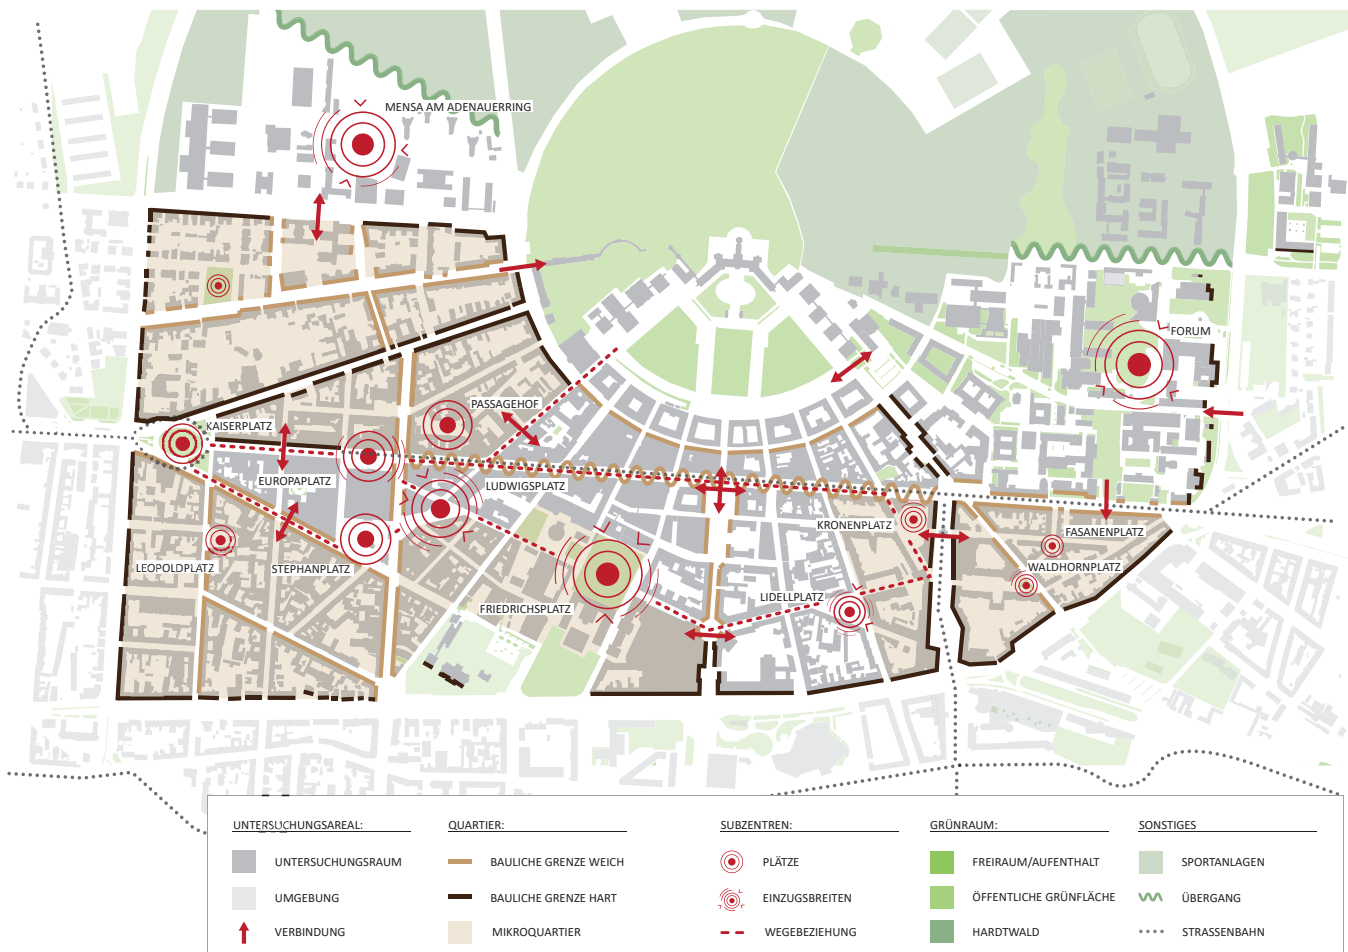 MENSA AM ADENAUERRING
FORUM
PASSAGEHOF
KAISERPLATZ
EUROPAPLATZ
LUDWIGSPLATZ
KRONENPLATZ
FASANENPLATZ
LEOPOLDPLATZ
STEPHANPLATZ
WALDHORNPLATZ
FRIEDRICHSPLATZ
LIDELLPLATZ
UNTERSUCHUNGSAREAL:
UNTERSUCHUNGSRAUM
UMGEBUNG
VERBINDUNG
QUARTIER:
BAULICHE GRENZE WEICH
BAULICHE GRENZE HART
MIKROQUARTIER
SUBZENTREN:
PLÄTZE
EINZUGSBREITEN
WEGEBEZIEHUNG
GRÜNRAUM:
FREIRAUM/AUFENTHALT
ÖFFENTLICHE GRÜNFLÄCHE
HARDTWALD
SONSTIGES
SPORTANLAGEN
ÜBERGANG
STRASSENBAHN